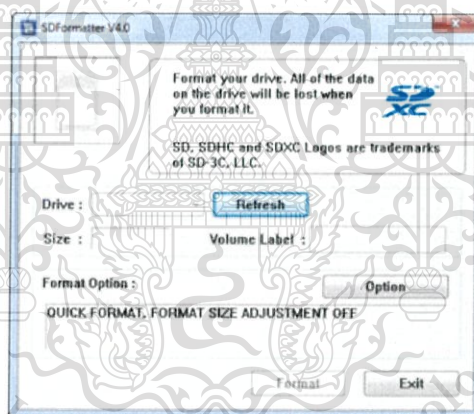 SDFormatter V4.0
Format your drive. All of the data
on the drive will be lost when
you format it.
SD XC
SD, SDHC and SDXC Logos are trademarks
of SD-3C, LLC.
Drive :
Refresh
Size :
Volume Label :
Format Option :
Option
QUICK FORMAT, FORMAT SIZE ADJUSTMENT OFF
Format
Exit